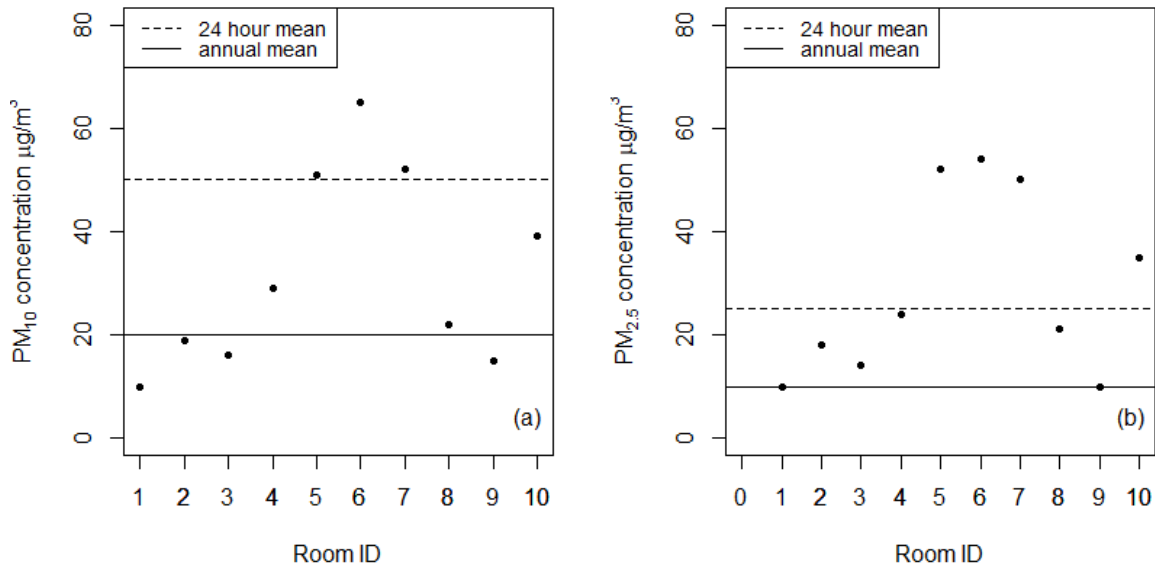 24 hour mean
annual mean
PM10 concentration µg/m³
80
60
40
20
0
1 2 3 4 5 6 7 8 9 10
Room ID
(a)
24 hour mean
annual mean
PM2.5 concentration µg/m³
80
60
40
20
0
0 1 2 3 4 5 6 7 8 9 10
Room ID
(b)